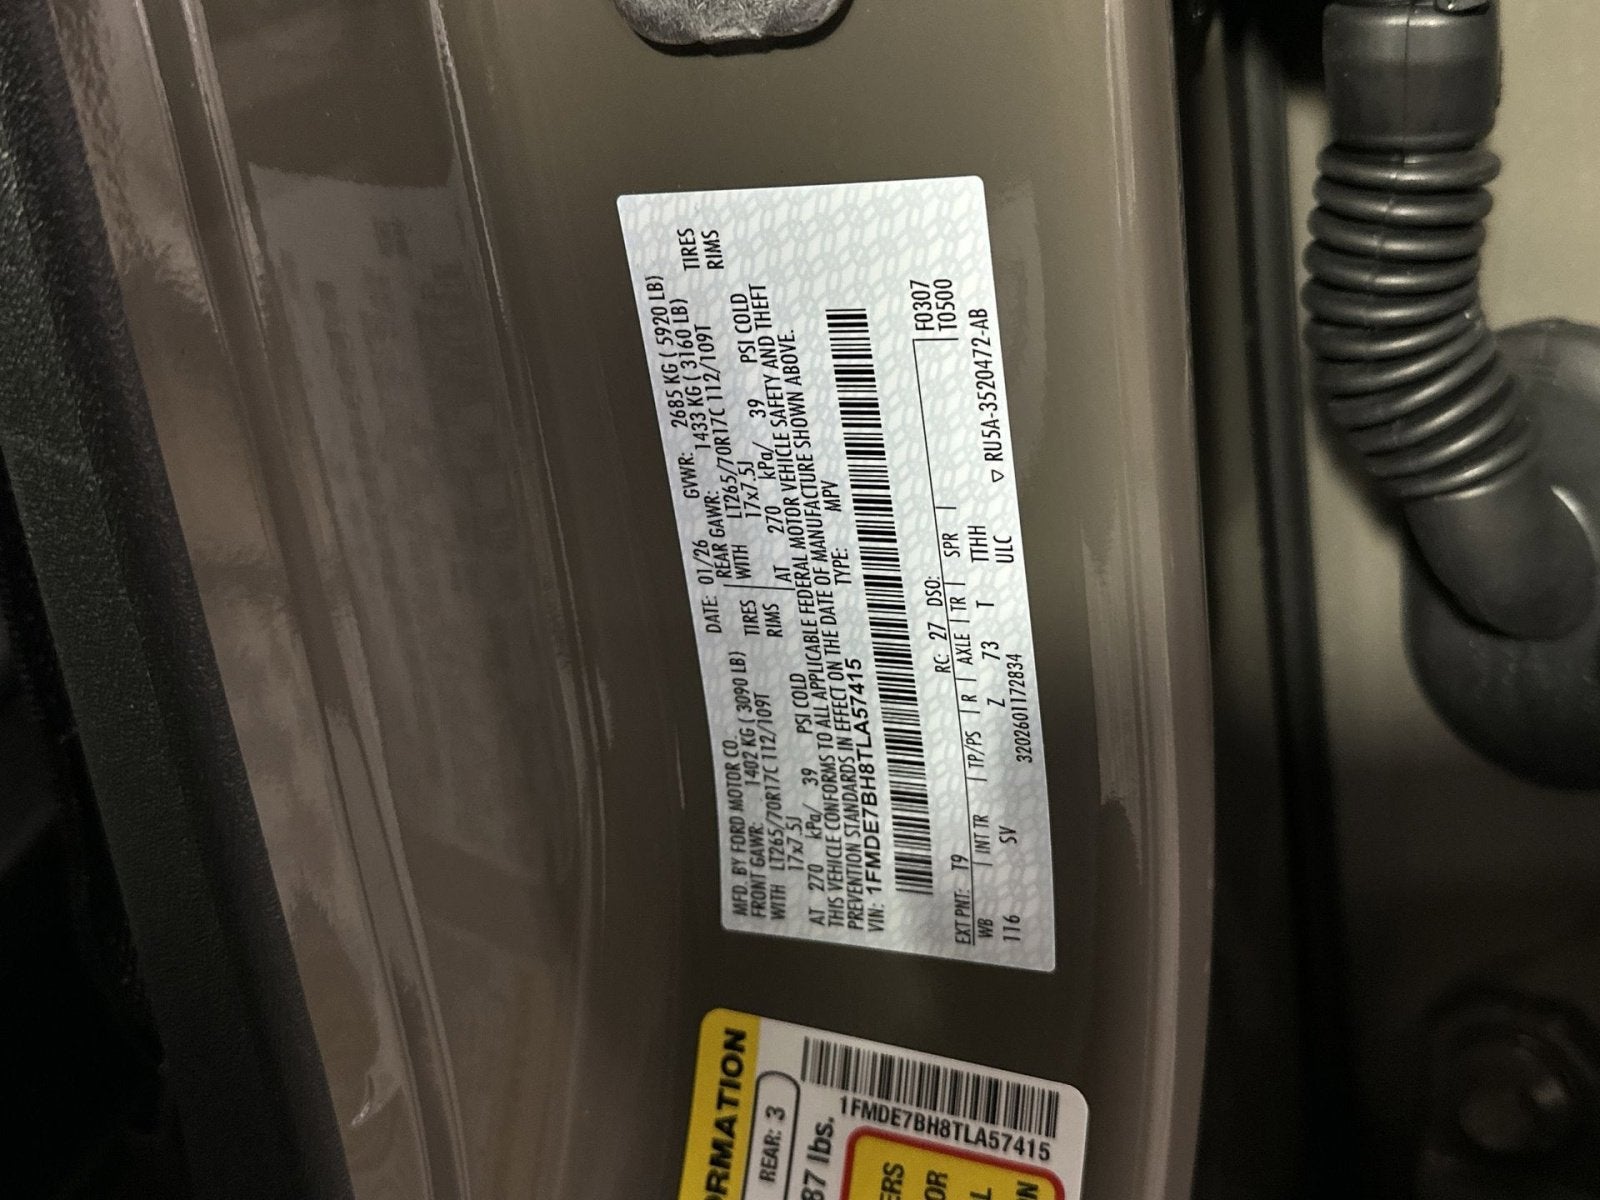 MFD. BY FORD MOTOR CO.
DATE: 01/26 GVWR: 2685 KG ( 5920 LB)
FRONT GAWR: 1402 KG ( 3090 LB) REAR GAWR: 1433 KG ( 3160 LB)
WITH LT265/70R17C 112/109T TIRES WITH LT265/70R17C 112/109T TIRES
17x7.5J RIMS 17x7.5J RIMS
AT 270 kPa/ 39 PSI COLD AT 270 kPa/ 39 PSI COLD
THIS VEHICLE CONFORMS TO ALL APPLICABLE FEDERAL MOTOR VEHICLE SAFETY AND THEFT
PREVENTION STANDARDS IN EFFECT ON THE DATE OF MANUFACTURE SHOWN ABOVE.
VIN: 1FMDE7BH8TLA57415 TYPE: MPV
F0307
EXT PNT: T9 RC: 27 DSO: T0500
WB INT TR TP/PS R AXLE TR SPR
116 SV Z 73 T TTHH
3202601172834 ULC ▽ RU5A-3520472-AB
ORMATION
REAR: 3
87 lbs.
1FMDE7BH8TLA57415
ERS
OR
L
N